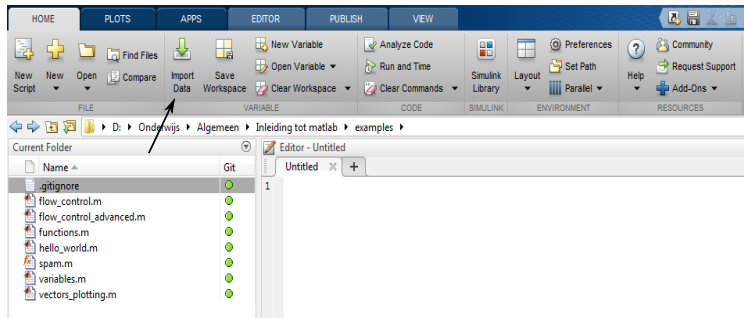 HOME PLOTS APPS EDITOR PUBLISH VIEW
New Script
New
Open
Find Files
Compare
Import Data
Save Workspace
New Variable
Open Variable
Clear Workspace
Analyze Code
Run and Time
Clear Commands
Simulink Library
Layout
Preferences
Set Path
Parallel
Help
Community
Request Support
Add-Ons
FILE VARIABLE CODE SIMULINK ENVIRONMENT RESOURCES
D: Onderwijs Algemeen Inleiding tot matlab examples
Current Folder
Name Git
.gitignore
flow_control.m
flow_control_advanced.m
functions.m
hello_world.m
spam.m
variables.m
vectors_plotting.m
Editor - Untitled
Untitled
1